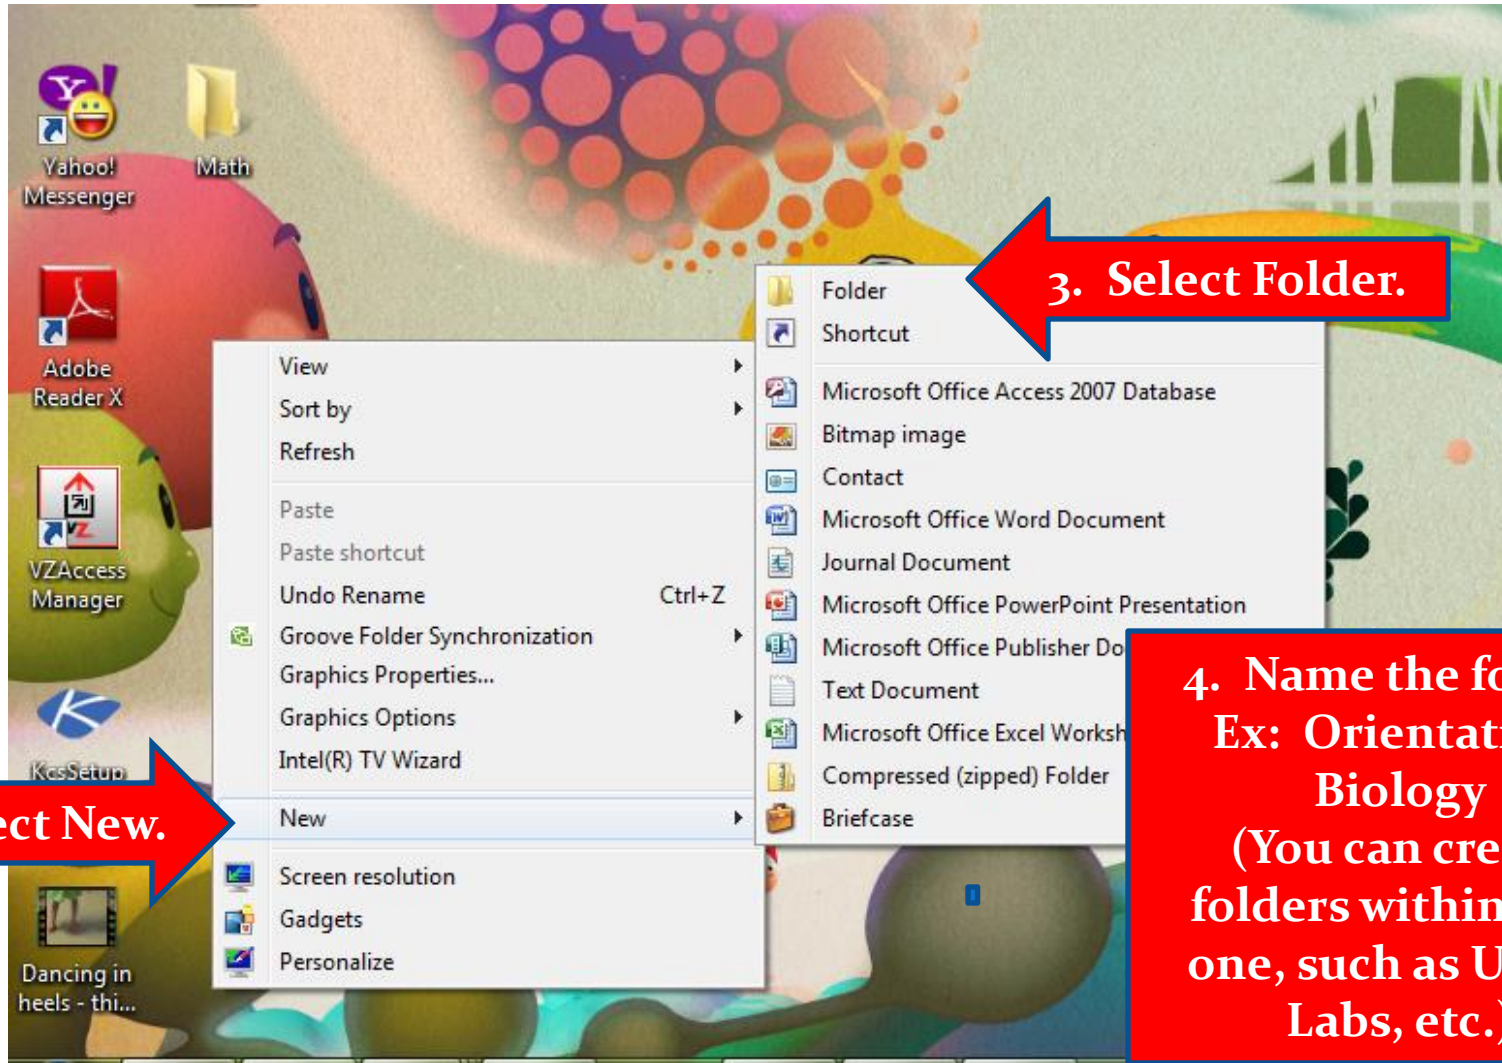 Yahoo!
Messenger
Math
Adobe
Reader X
VZAccess
Manager
KcsSetup
Dancing in
heels - thi...
View
Sort by
Refresh
Paste
Paste shortcut
Undo Rename Ctrl+Z
Groove Folder Synchronization
Graphics Properties...
Graphics Options
Intel(R) TV Wizard
New
Screen resolution
Gadgets
Personalize
Folder
Shortcut
Microsoft Office Access 2007 Database
Bitmap image
Contact
Microsoft Office Word Document
Journal Document
Microsoft Office PowerPoint Presentation
Microsoft Office Publisher Do
Text Document
Microsoft Office Excel Worksh
Compressed (zipped) Folder
Briefcase
ect New.
3. Select Folder.
4. Name the fo
Ex: Orientati
Biology
(You can cre
folders within
one, such as U
Labs, etc.)